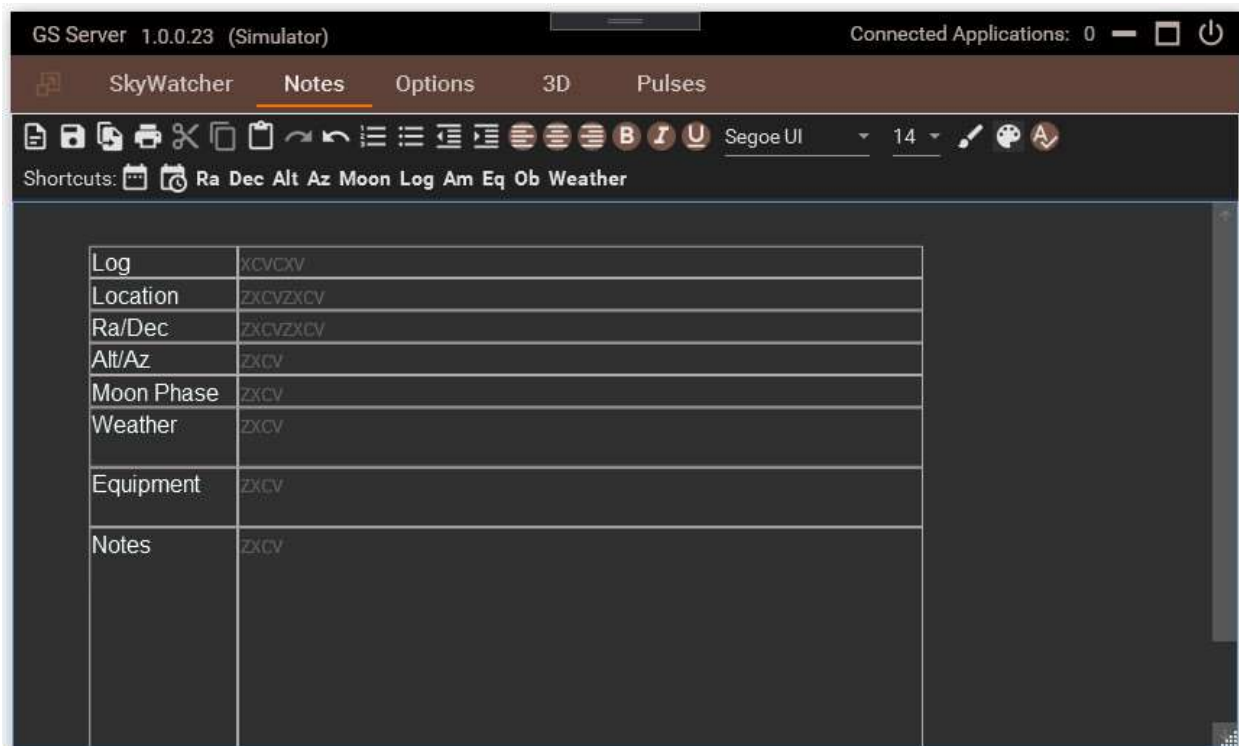 GS Server 1.0.0.23 (Simulator) Connected Applications: 0
SkyWatcher Notes Options 3D Pulses
B I U Segoe UI 14 A
Shortcuts: Ra Dec Alt Az Moon Log Am Eq Ob Weather
Log xcvcxv
Location zxcvzxcv
Ra/Dec zxcvzxcv
Alt/Az zxcv
Moon Phase zxcv
Weather zxcv
Equipment zxcv
Notes zxcv